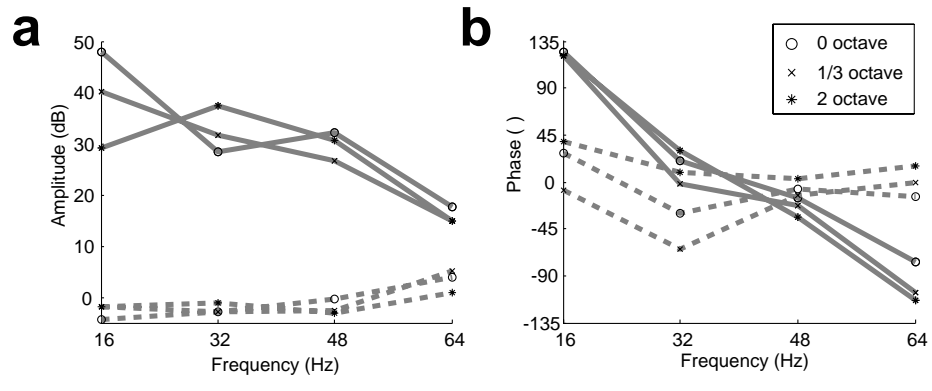 a
50
40
30
20
10
0
Amplitude (dB)
16
32
48
64
Frequency (Hz)
b
135
90
45
0
-45
-90
-135
Phase ( )
16
32
48
64
Frequency (Hz)
0 octave
1/3 octave
2 octave